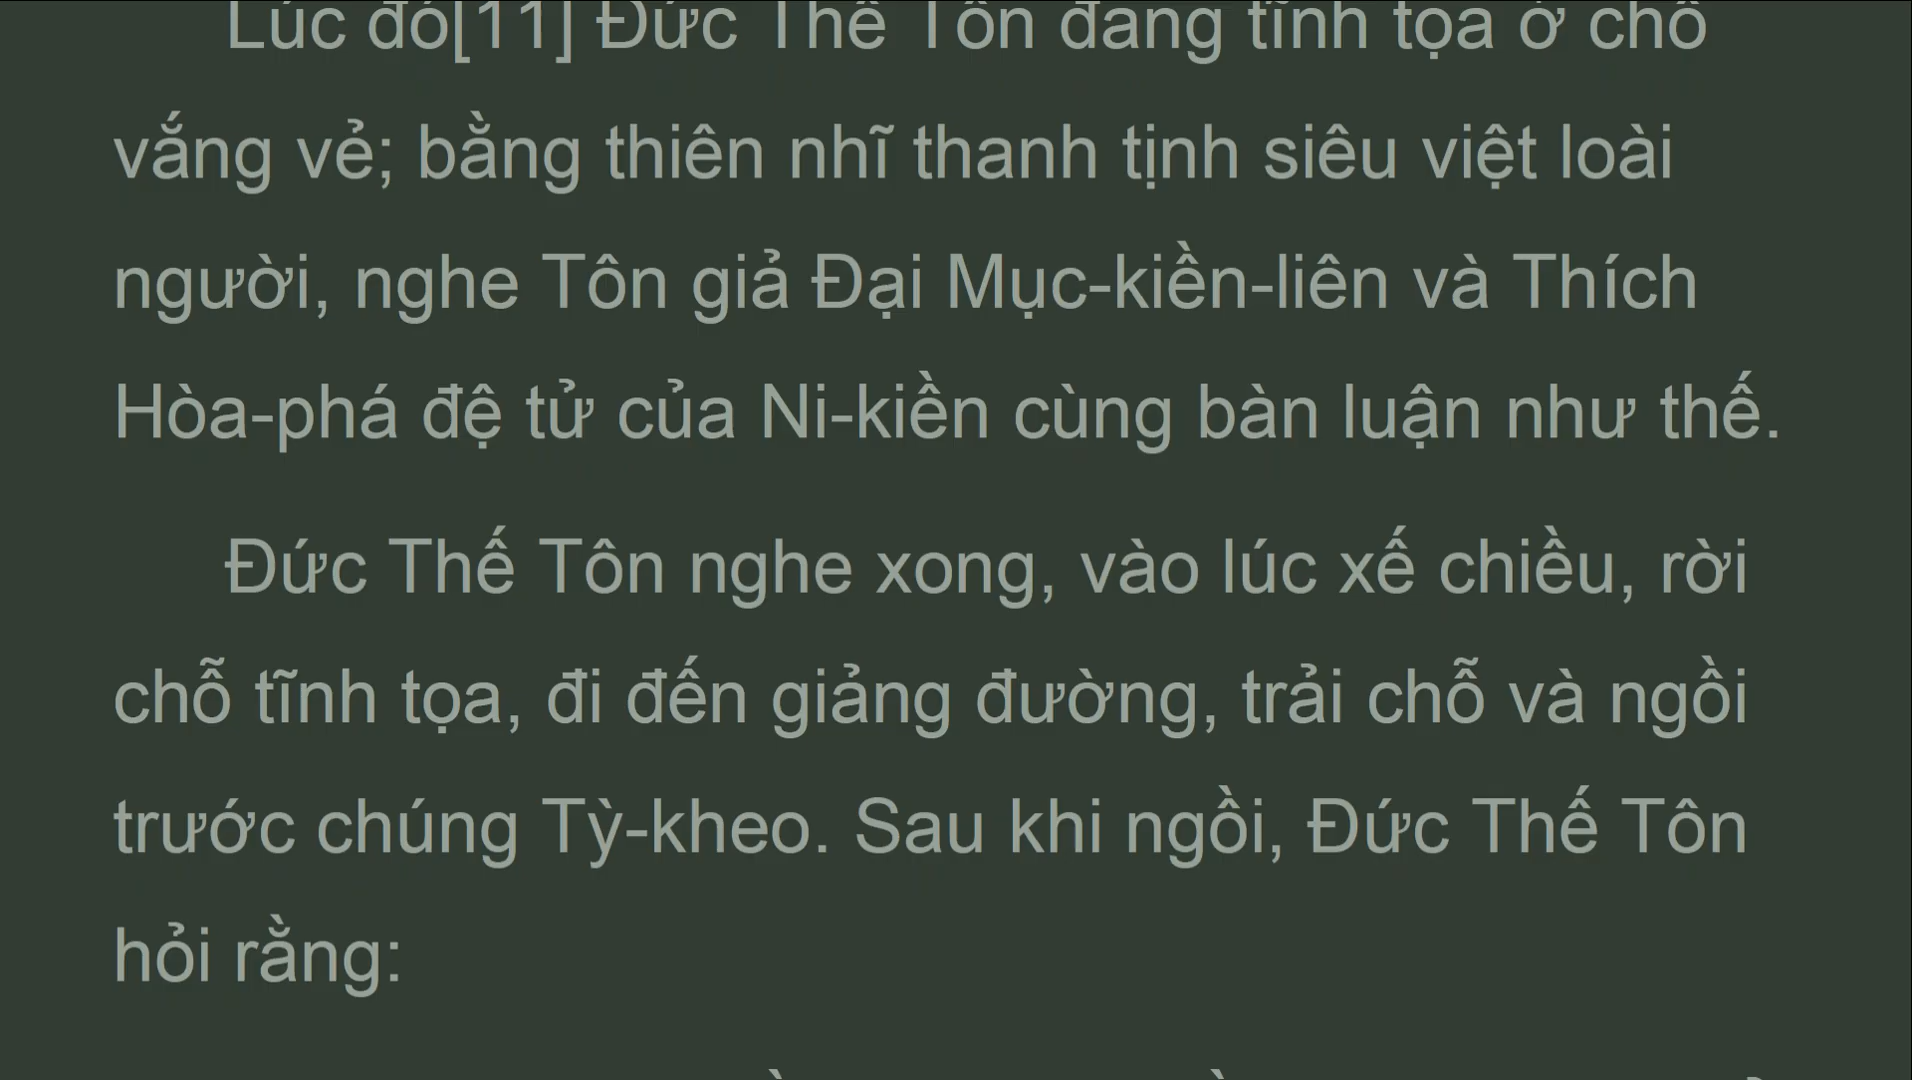 Lúc đó[11] Đức Thế Tôn đang tĩnh tọa ở chỗ
vắng vẻ; bằng thiên nhĩ thanh tịnh siêu việt loài
người, nghe Tôn giả Đại Mục-kiền-liên và Thích
Hòa-phá đệ tử của Ni-kiền cùng bàn luận như thế.
Đức Thế Tôn nghe xong, vào lúc xế chiều, rời
chỗ tĩnh tọa, đi đến giảng đường, trải chỗ và ngồi
trước chúng Tỳ-kheo. Sau khi ngồi, Đức Thế Tôn
hỏi rằng: